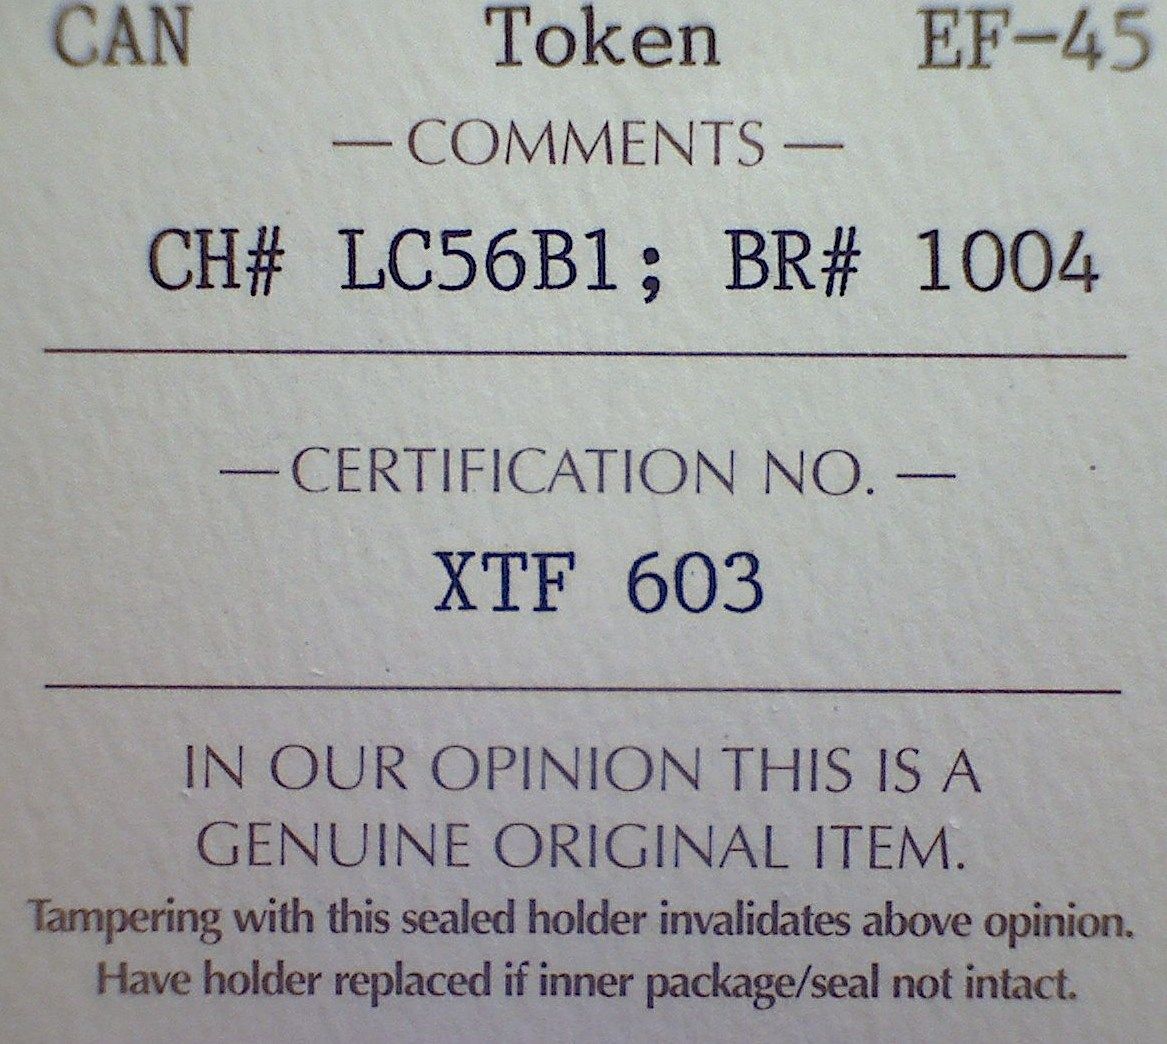 CAN Token EF-45
— COMMENTS —
CH# LC56B1; BR# 1004
— CERTIFICATION NO. —
XTF 603
IN OUR OPINION THIS IS A
GENUINE ORIGINAL ITEM.
Tampering with this sealed holder invalidates above opinion.
Have holder replaced if inner package/seal not intact.